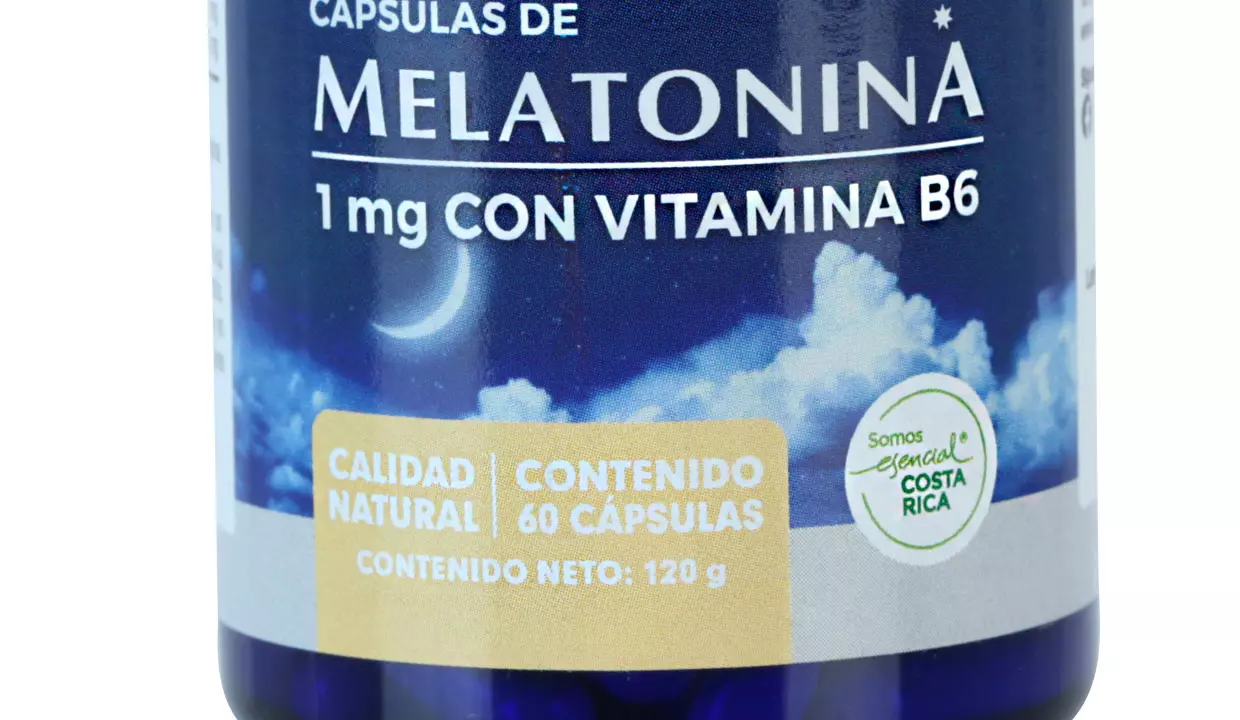 CÁPSULAS DE
MELATONINA
1 mg CON VITAMINA B6
CALIDAD
NATURAL
CONTENIDO
60 CÁPSULAS
CONTENIDO NETO: 120 g
Somos
esencial®
COSTA
RICA